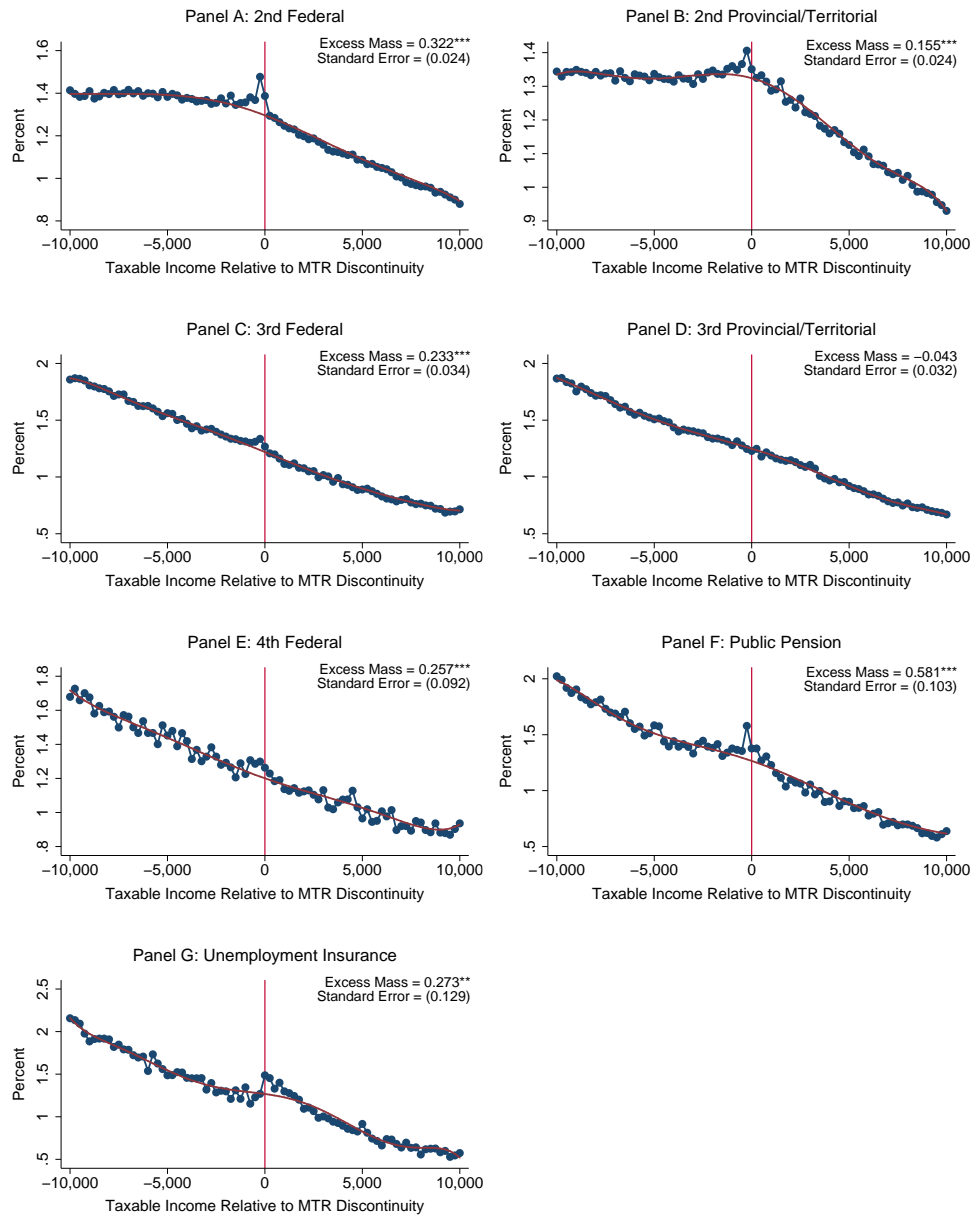 Panel A: 2nd Federal
Excess Mass = 0.322***
Standard Error = (0.024)
Percent
1.6
1.4
1.2
1
.8
−10,000 −5,000 0 5,000 10,000
Taxable Income Relative to MTR Discontinuity
Panel B: 2nd Provincial/Territorial
Excess Mass = 0.155***
Standard Error = (0.024)
Percent
1.4
1.3
1.2
1.1
1
.9
−10,000 −5,000 0 5,000 10,000
Taxable Income Relative to MTR Discontinuity
Panel C: 3rd Federal
Excess Mass = 0.233***
Standard Error = (0.034)
Percent
2
1.5
1
.5
−10,000 −5,000 0 5,000 10,000
Taxable Income Relative to MTR Discontinuity
Panel D: 3rd Provincial/Territorial
Excess Mass = −0.043
Standard Error = (0.032)
Percent
2
1.5
1
.5
−10,000 −5,000 0 5,000 10,000
Taxable Income Relative to MTR Discontinuity
Panel E: 4th Federal
Excess Mass = 0.257***
Standard Error = (0.092)
Percent
1.8
1.6
1.4
1.2
1
.8
−10,000 −5,000 0 5,000 10,000
Taxable Income Relative to MTR Discontinuity
Panel F: Public Pension
Excess Mass = 0.581***
Standard Error = (0.103)
Percent
2
1.5
1
.5
−10,000 −5,000 0 5,000 10,000
Taxable Income Relative to MTR Discontinuity
Panel G: Unemployment Insurance
Excess Mass = 0.273**
Standard Error = (0.129)
Percent
2.5
2
1.5
1
.5
−10,000 −5,000 0 5,000 10,000
Taxable Income Relative to MTR Discontinuity